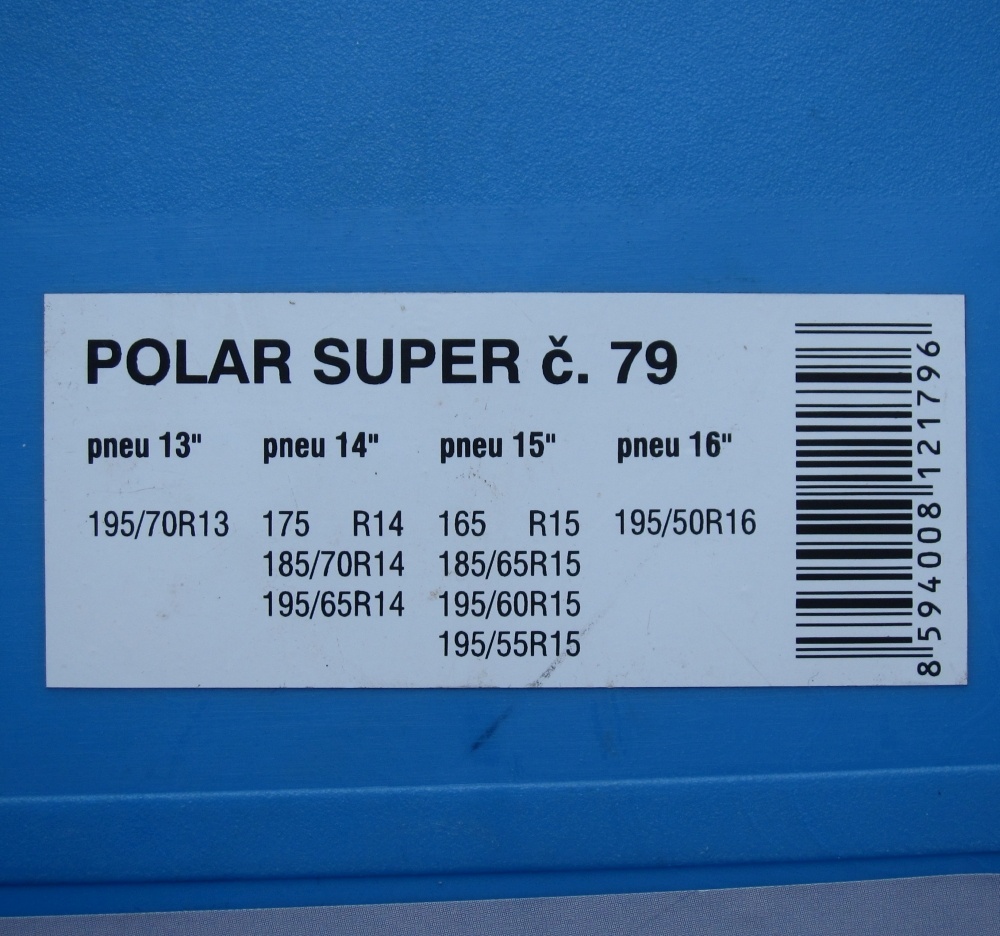 POLAR SUPER č. 79
pneu 13" pneu 14" pneu 15" pneu 16"
195/70R13 175 R14 165 R15 195/50R16
185/70R14 185/65R15
195/65R14 195/60R15
195/55R15
8594008121796